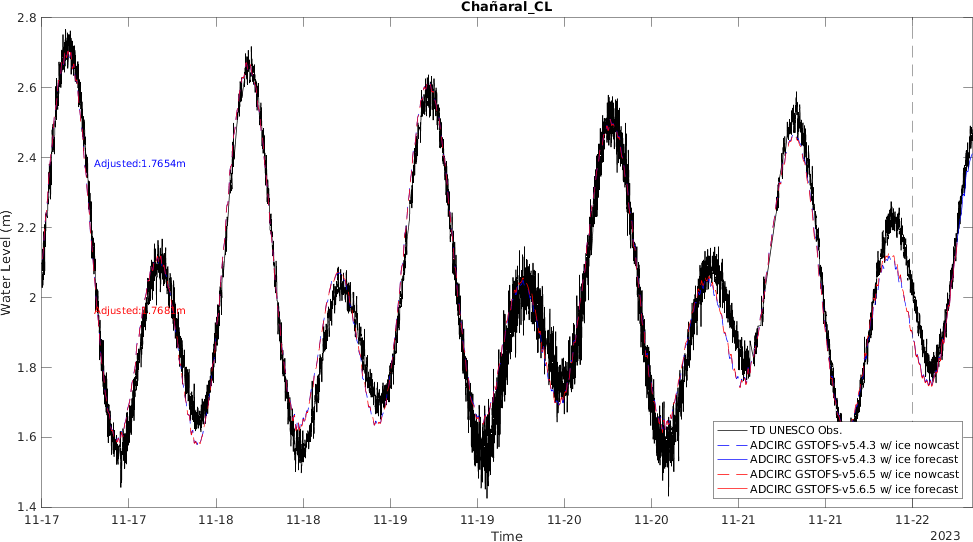 Chañaral_CL
2.8
2.6
2.4
2.2
2
1.8
1.6
1.4
Water Level (m)
Adjusted:1.7654m
TD UNESCO Obs.
ADCIRC GSTOFS-v5.4.3 w/ ice nowcast
ADCIRC GSTOFS-v5.4.3 w/ ice forecast
ADCIRC GSTOFS-v5.6.5 w/ ice nowcast
ADCIRC GSTOFS-v5.6.5 w/ ice forecast
11-17 11-17 11-18 11-18 11-19 11-19 11-20 11-20 11-21 11-21 11-22
Time
2023